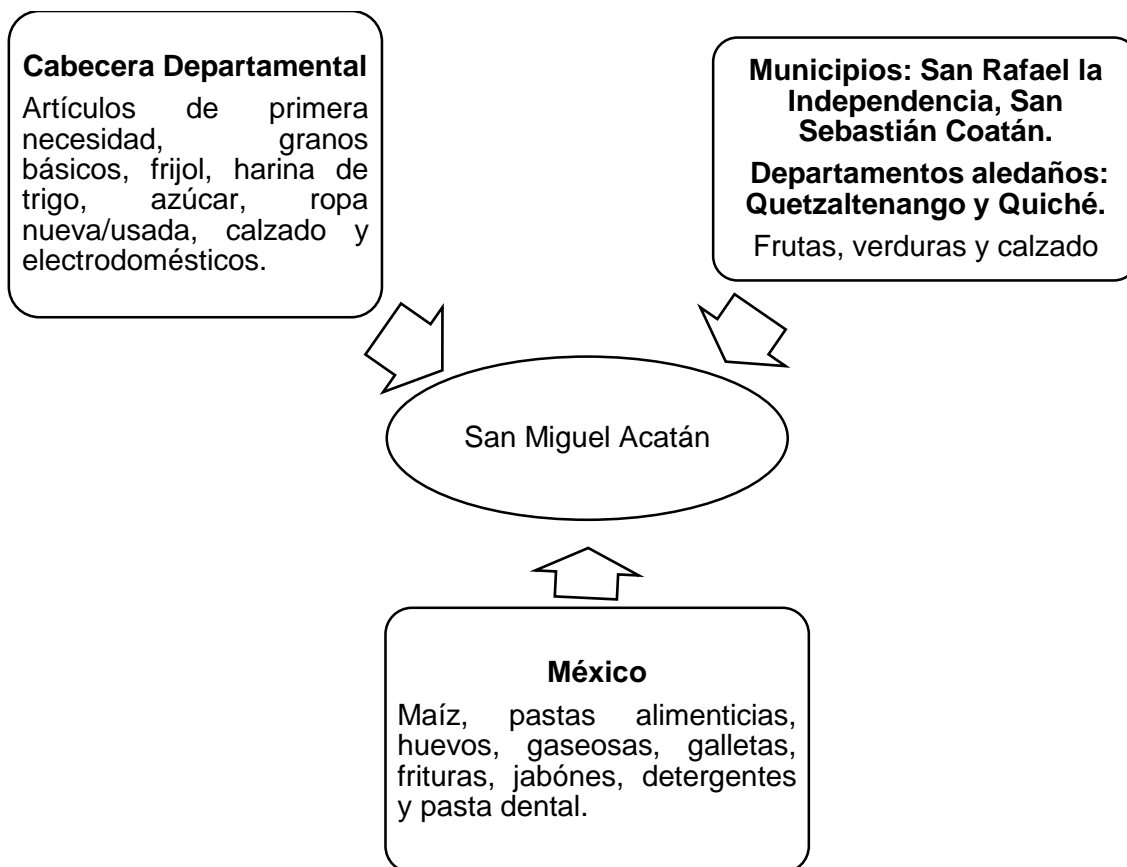 Cabecera Departamental
Artículos de primera
necesidad, granos
básicos, frijol, harina de
trigo, azúcar, ropa
nueva/usada, calzado y
electrodomésticos.
Municipios: San Rafael la
Independencia, San
Sebastián Coatán.
Departamentos aledaños:
Quetzaltenango y Quiché.
Frutas, verduras y calzado
San Miguel Acatán
México
Maíz, pastas alimenticias,
huevos, gaseosas, galletas,
frituras, jabónes, detergentes
y pasta dental.